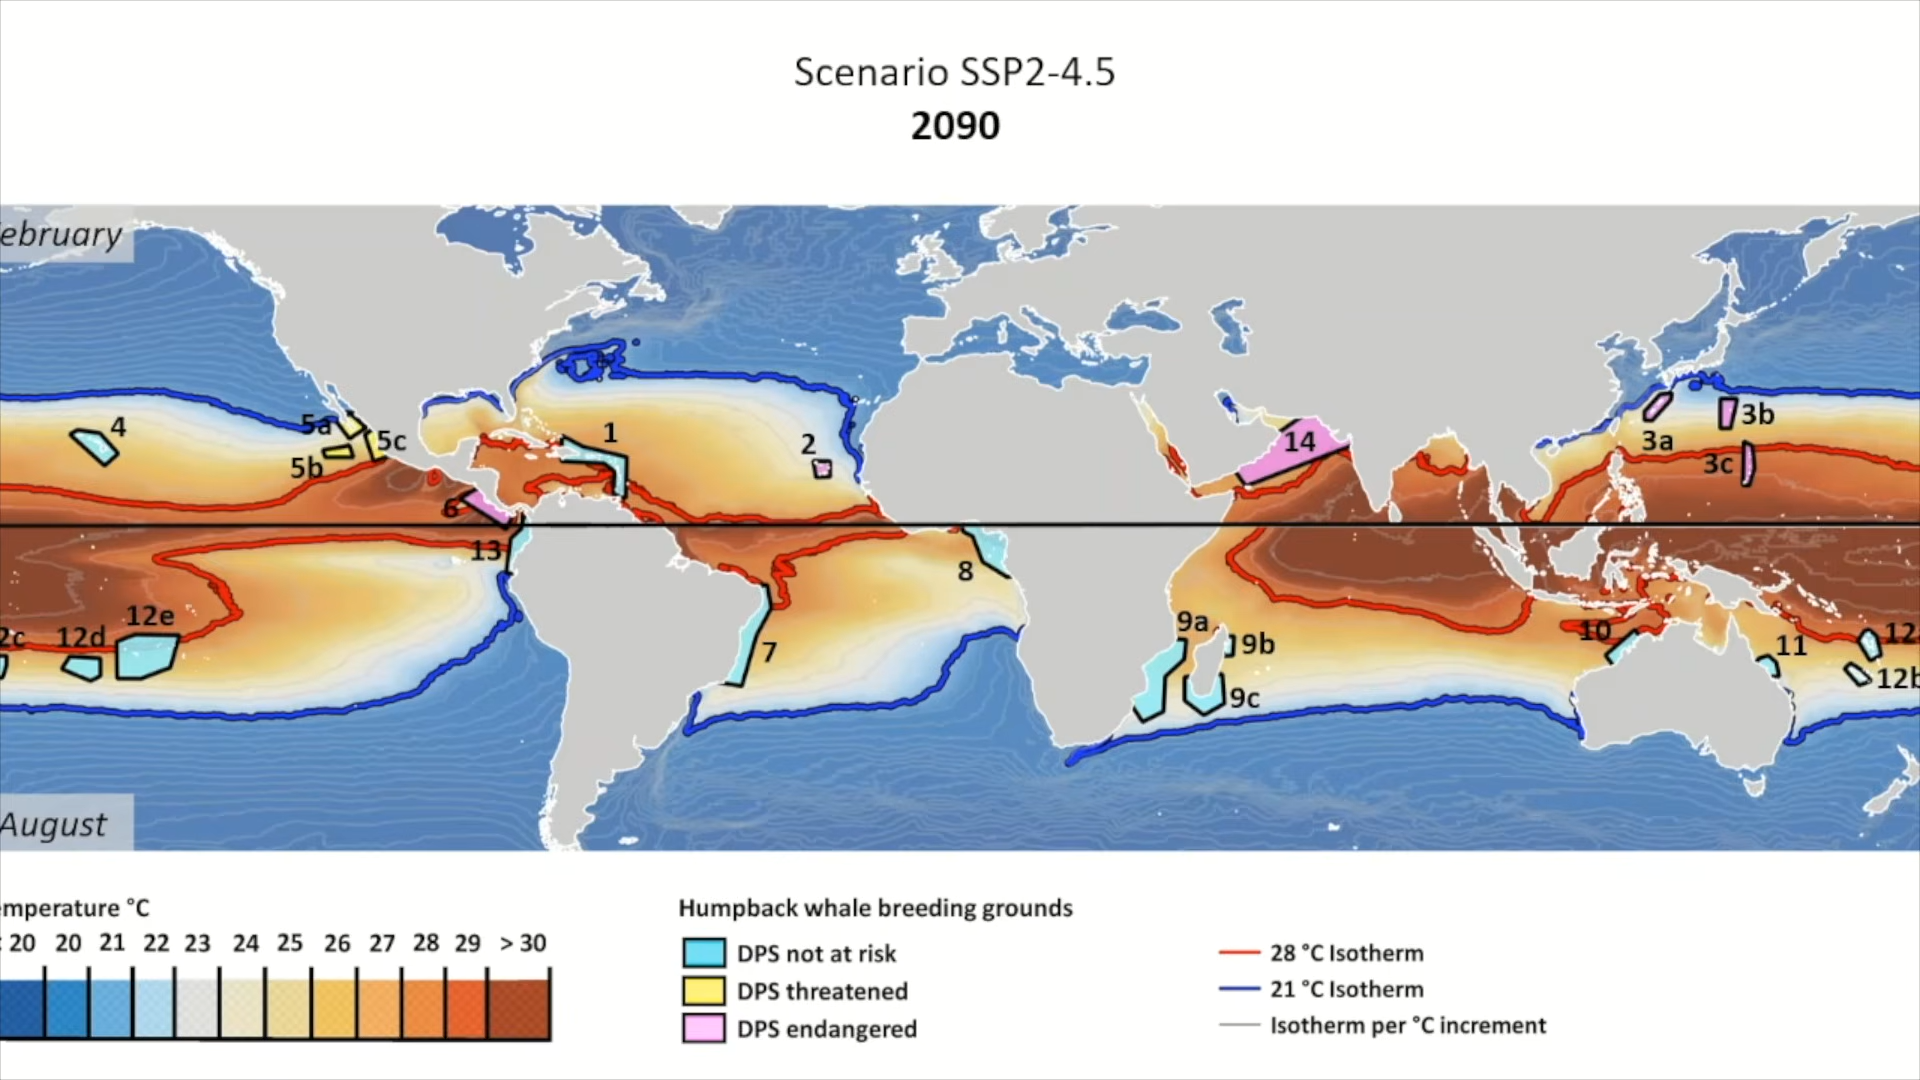 Scenario SSP2-4.5
2090
ebruary
4
5a
5b
5c
1
2
3a
3b
3c
14
6
13
8
7
12e
2c
12d
9a
9b
9c
10
11
12
12b
August
emperature °C
20 20 21 22 23 24 25 26 27 28 29 > 30
Humpback whale breeding grounds
DPS not at risk
DPS threatened
DPS endangered
28 °C Isotherm
21 °C Isotherm
Isotherm per °C increment